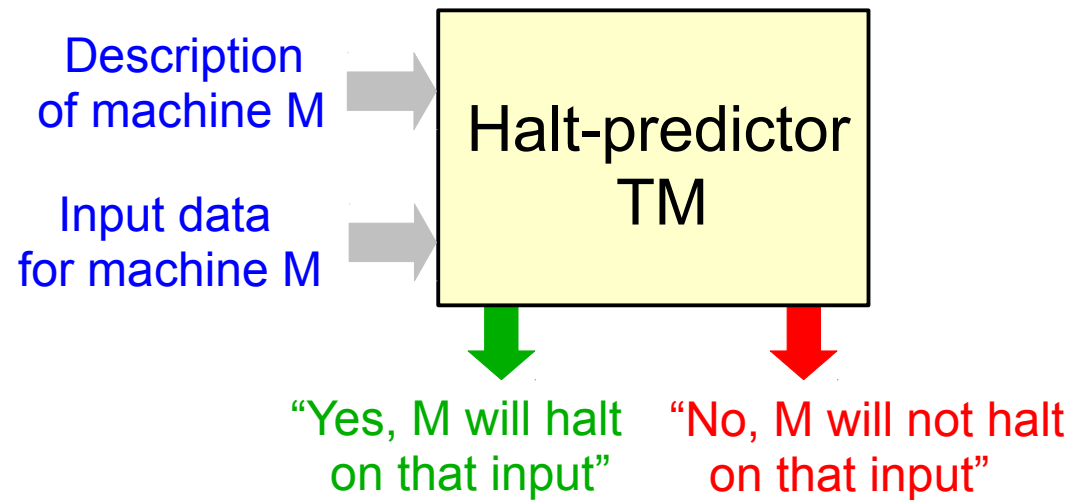 Description
of machine M
Input data
for machine M
Halt-predictor
TM
“Yes, M will halt
on that input”
“No, M will not halt
on that input”